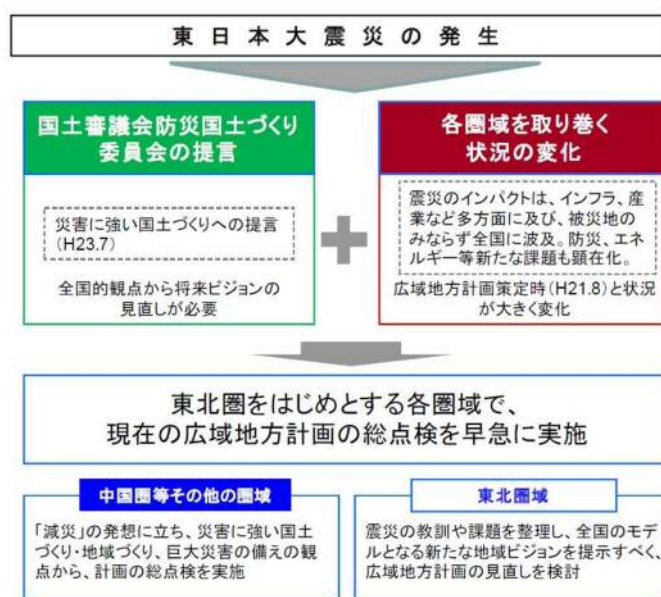 東日本大震災の発生
国土審議会防災国土づくり
委員会の提言
災害に強い国土づくりへの提言
(H23.7)
全国的観点から将来ビジョンの
見直しが必要
各圏域を取り巻く
状況の変化
震災のインパクトは、インフラ、産
業など多方面に及び、被災地の
みならず全国に波及。防災、エネ
ルギー等新たな課題も顕在化。
広域地方計画策定時(H21.8)と状況
が大きく変化
東北圏をはじめとする各圏域で、
現在の広域地方計画の総点検を早急に実施
中国圏等その他の圏域
「減災」の発想に立ち、災害に強い国土
づくり・地域づくり、巨大災害の備えの観
点から、計画の総点検を実施
東北圏域
震災の教訓や課題を整理し、全国のモデ
ルとなる新たな地域ビジョンを提示すべく、
広域地方計画の見直しを検討